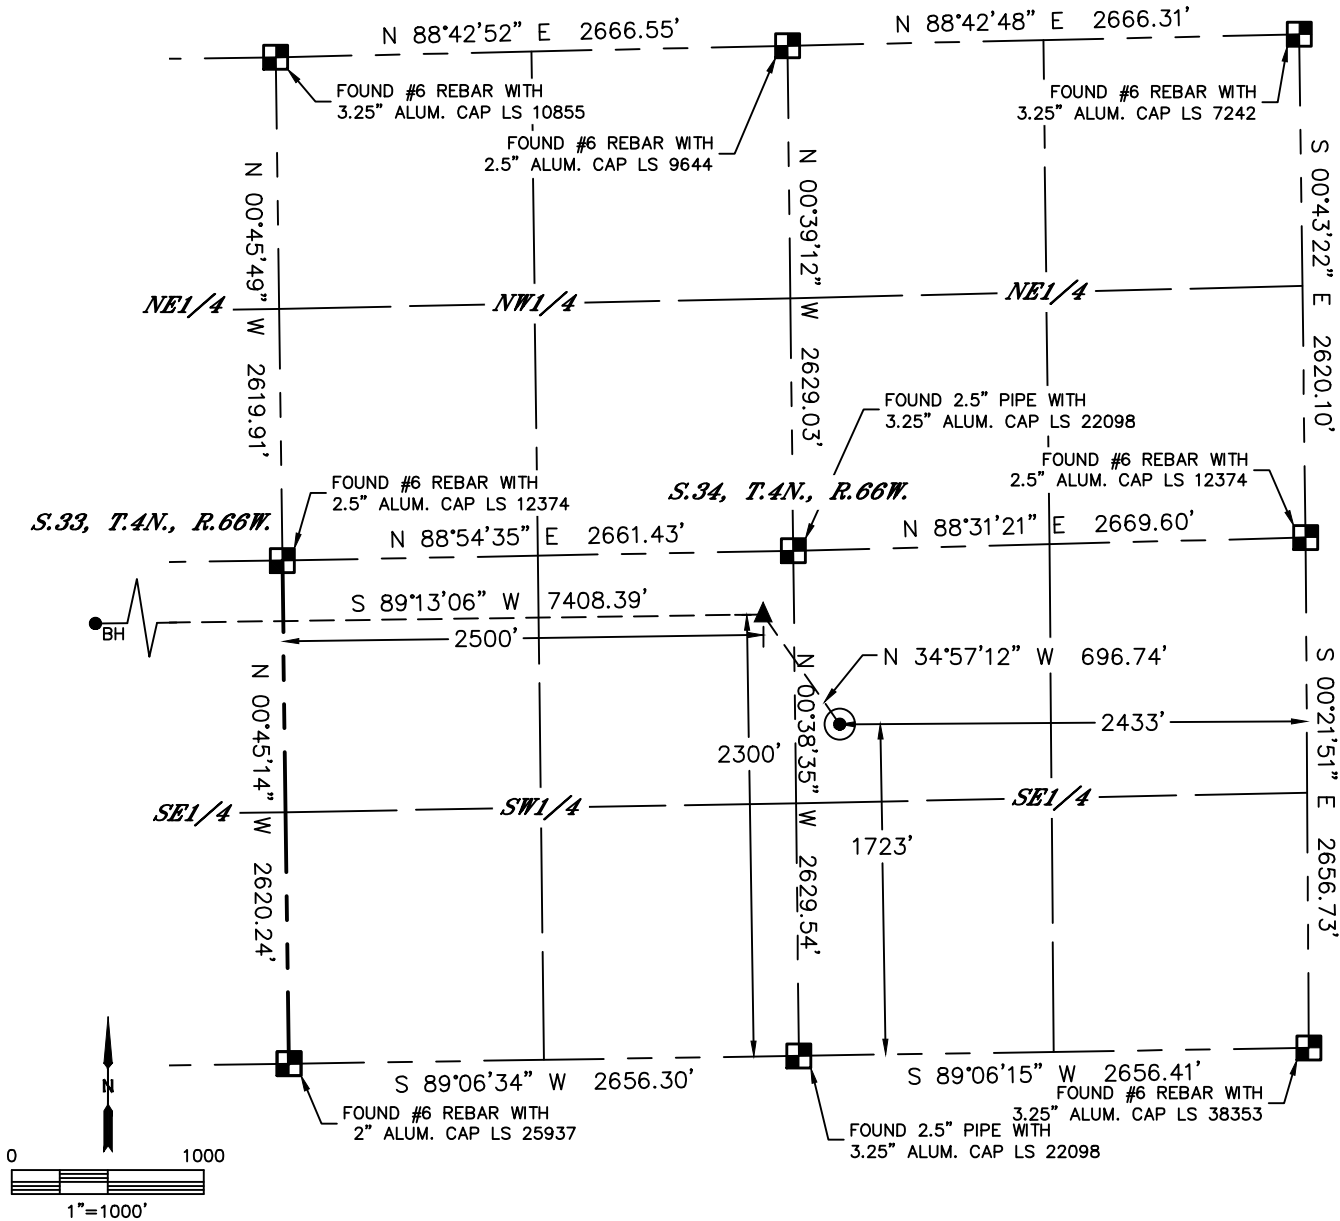 N 88°42'52" E 2666.55'
N 88°42'48" E 2666.31'
FOUND #6 REBAR WITH
3.25" ALUM. CAP LS 10855
FOUND #6 REBAR WITH
2.5" ALUM. CAP LS 9644
FOUND #6 REBAR WITH
3.25" ALUM. CAP LS 7242
N 00°45'49" W 2619.91'
N 00°39'12" W 2629.03'
S 00°43'22" E 2620.10'
NE1/4
NW1/4
NE1/4
FOUND 2.5" PIPE WITH
3.25" ALUM. CAP LS 22098
FOUND #6 REBAR WITH
2.5" ALUM. CAP LS 12374
FOUND #6 REBAR WITH
2.5" ALUM. CAP LS 12374
S.33, T.4N., R.66W.
S.34, T.4N., R.66W.
N 88°54'35" E 2661.43'
N 88°31'21" E 2669.60'
S 89°13'06" W 7408.39'
BH
2500'
N 34°57'12" W 696.74'
N 00°45'14" W 2620.24'
N 00°38'35" W 2629.54'
S 00°21'51" E 2656.73'
2433'
2300'
1723'
SE1/4
SW1/4
SE1/4
S 89°06'34" W 2656.30'
S 89°06'15" W 2656.41'
FOUND #6 REBAR WITH
2" ALUM. CAP LS 25937
FOUND 2.5" PIPE WITH
3.25" ALUM. CAP LS 22098
FOUND #6 REBAR WITH
3.25" ALUM. CAP LS 38353
N
0 1000
1"=1000'